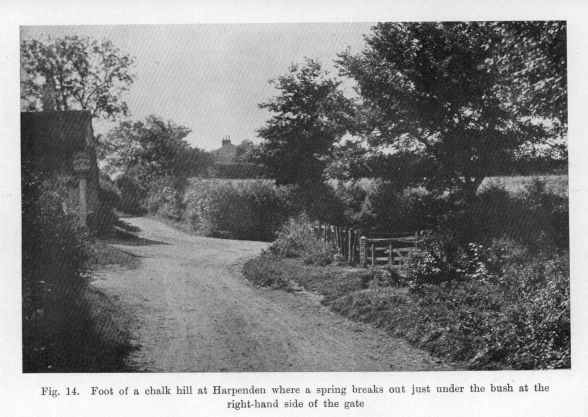 Fig. 14. Foot of a chalk hill at Harpenden where a spring breaks out just under the bush at the
right-hand side of the gate